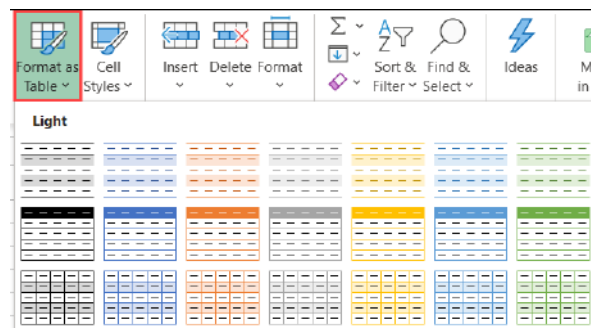 Format as Table
Cell Styles
Insert
Delete
Format
Sort & Filter
Find & Select
Ideas
Light